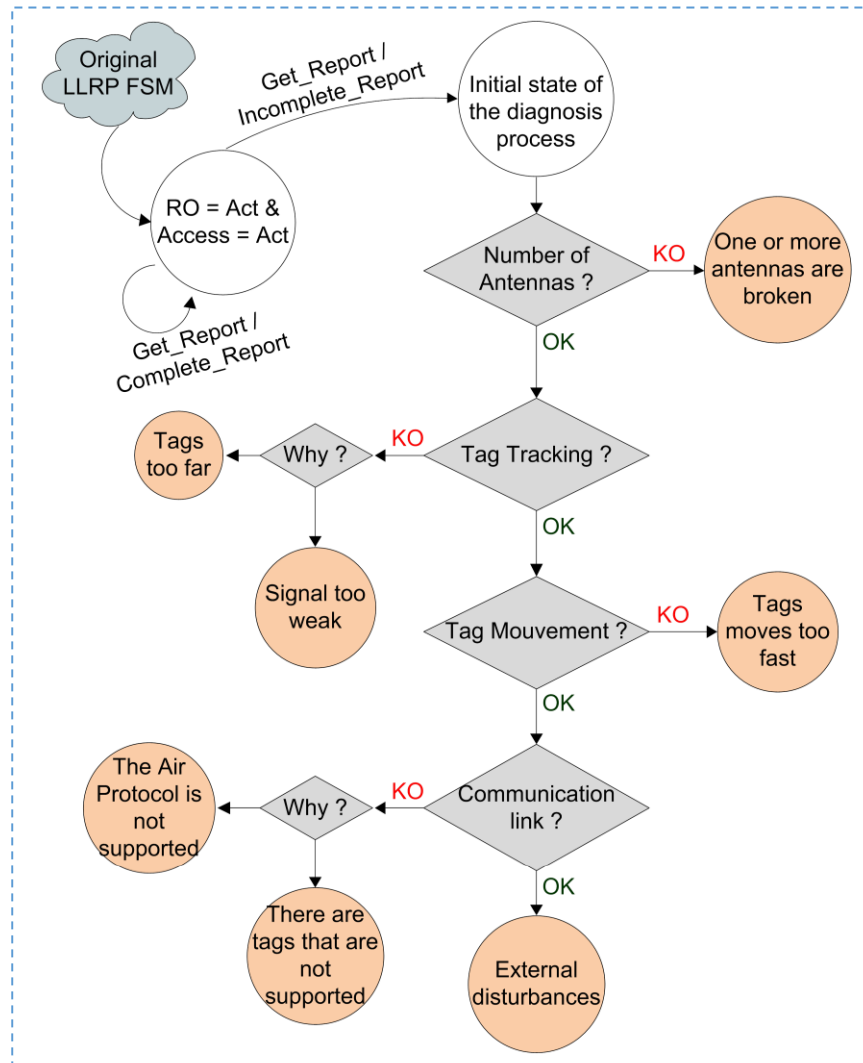 Original
LLRP FSM
Get_Report /
Incomplete_Report
Initial state of
the diagnosis
process
RO = Act &
Access = Act
Get_Report /
Complete_Report
Number of
Antennas ?
KO
One or more
antennas are
broken
OK
Tag Tracking ?
KO
Why ?
Tags
too far
Signal too
weak
OK
Tag Mouvement ?
KO
Tags
moves too
fast
OK
Communication
link ?
KO
Why ?
The Air
Protocol is
not
supported
There are
tags that are
not
supported
OK
External
disturbances